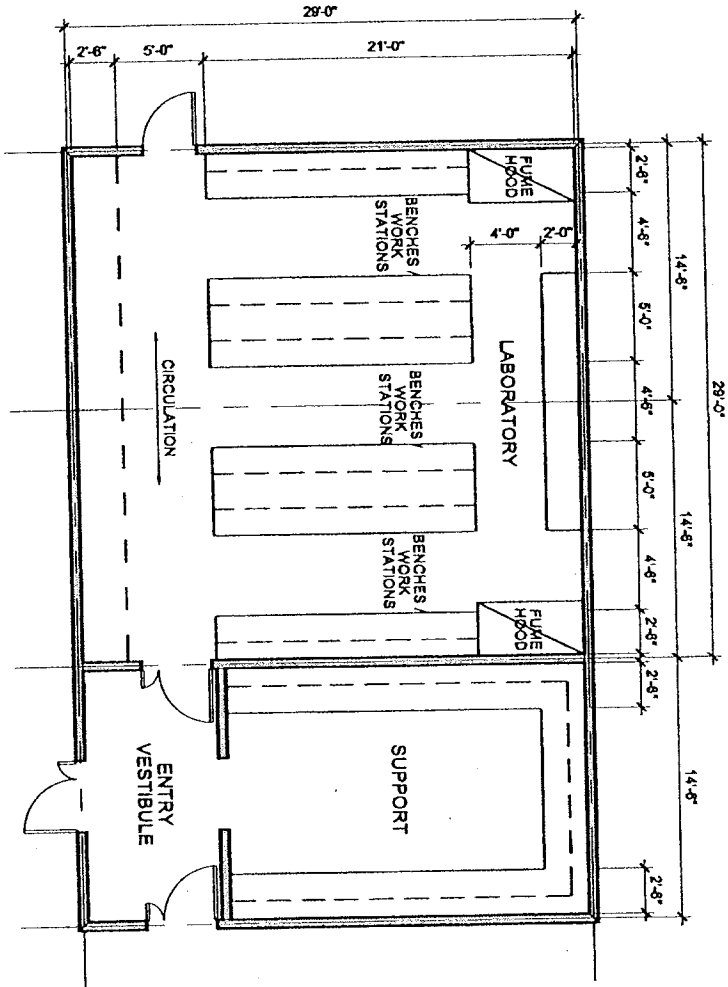 29'-0"
2'-6"
5'-0"
21'-0"
FUME
HOOD
2'-6"
BENCHES /
WORK
STATIONS
4'-0"
2'-0"
4'-6"
14'-6"
5'-0"
LABORATORY
CIRCULATION
BENCHES /
WORK
STATIONS
4'-6"
29'-0"
5'-0"
14'-6"
BENCHES /
WORK
STATIONS
4'-6"
FUME
HOOD
2'-6"
2'-6"
ENTRY
VESTIBULE
SUPPORT
14'-6"
2'-6"